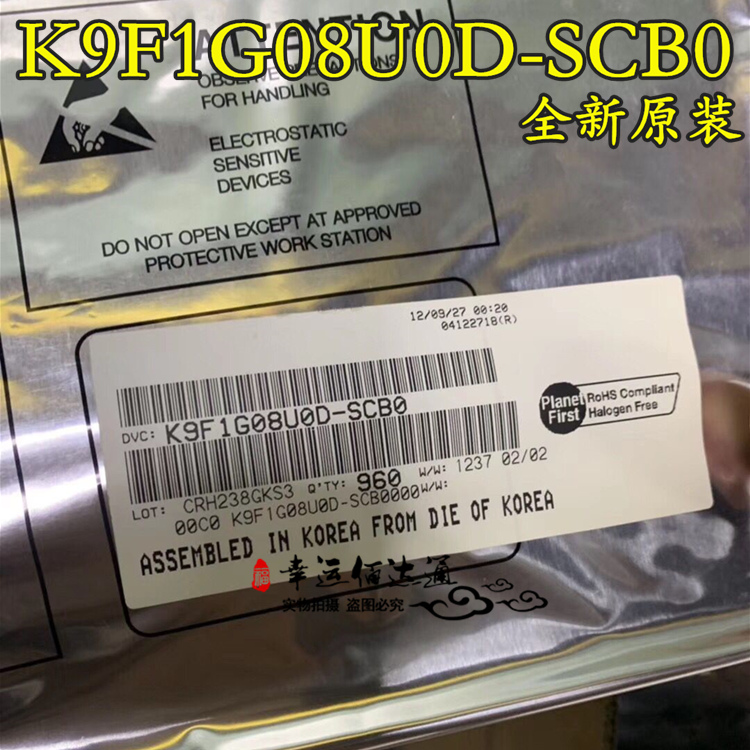 K9F1G08U0D-SCB0
全新原装
ATTENTION
FOR HANDLING
ELECTROSTATIC
SENSITIVE
DEVICES
DO NOT OPEN EXCEPT AT APPROVED
PROTECTIVE WORK STATION
12/09/27 00:20
04122718(R)
DVC: K9F1G08U0D-SCB0
Planet First
RoHS Compliant
Halogen Free
LOT: CRH238GKS3 Q'TY: 960 W/W: 1237 02/02
00C0 K9F1G08U0D-SCB0000 W/W:
ASSEMBLED IN KOREA FROM DIE OF KOREA
幸运佰达通
实物拍摄 盗图必究